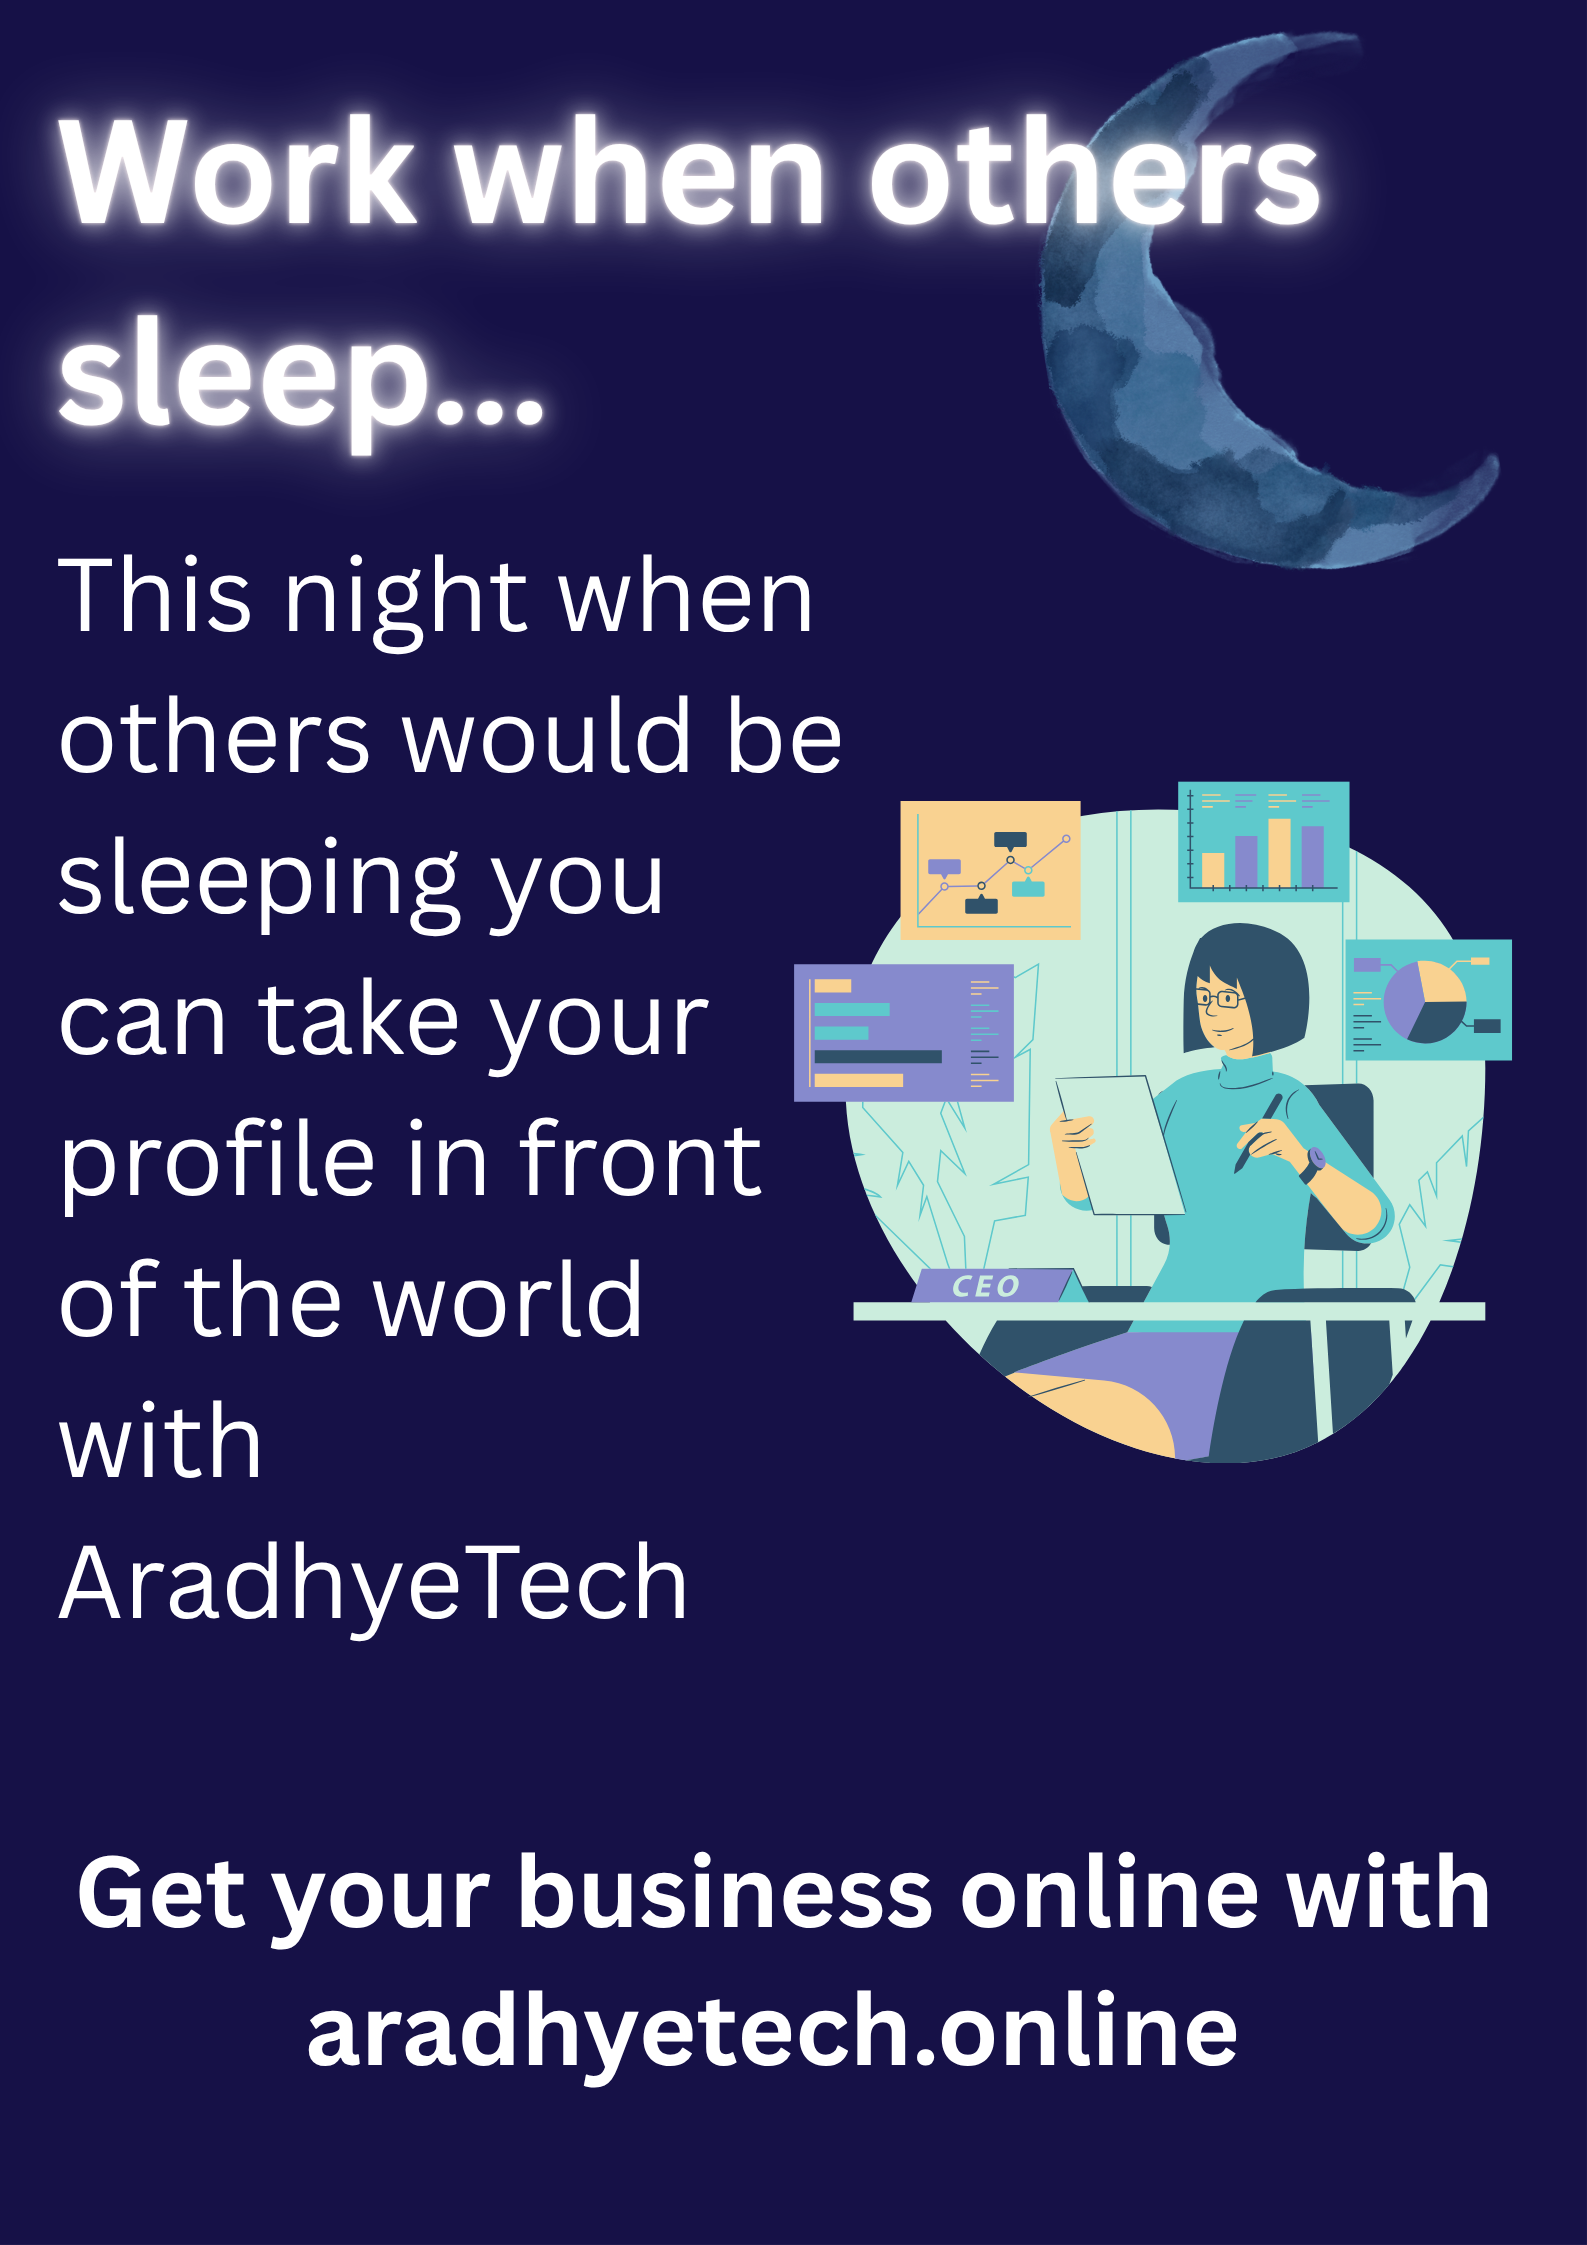 Work when others
sleep...
This night when
others would be
sleeping you
can take your
profile in front
of the world
with
AradhyeTech
CEO
Get your business online with
aradhyetech.online